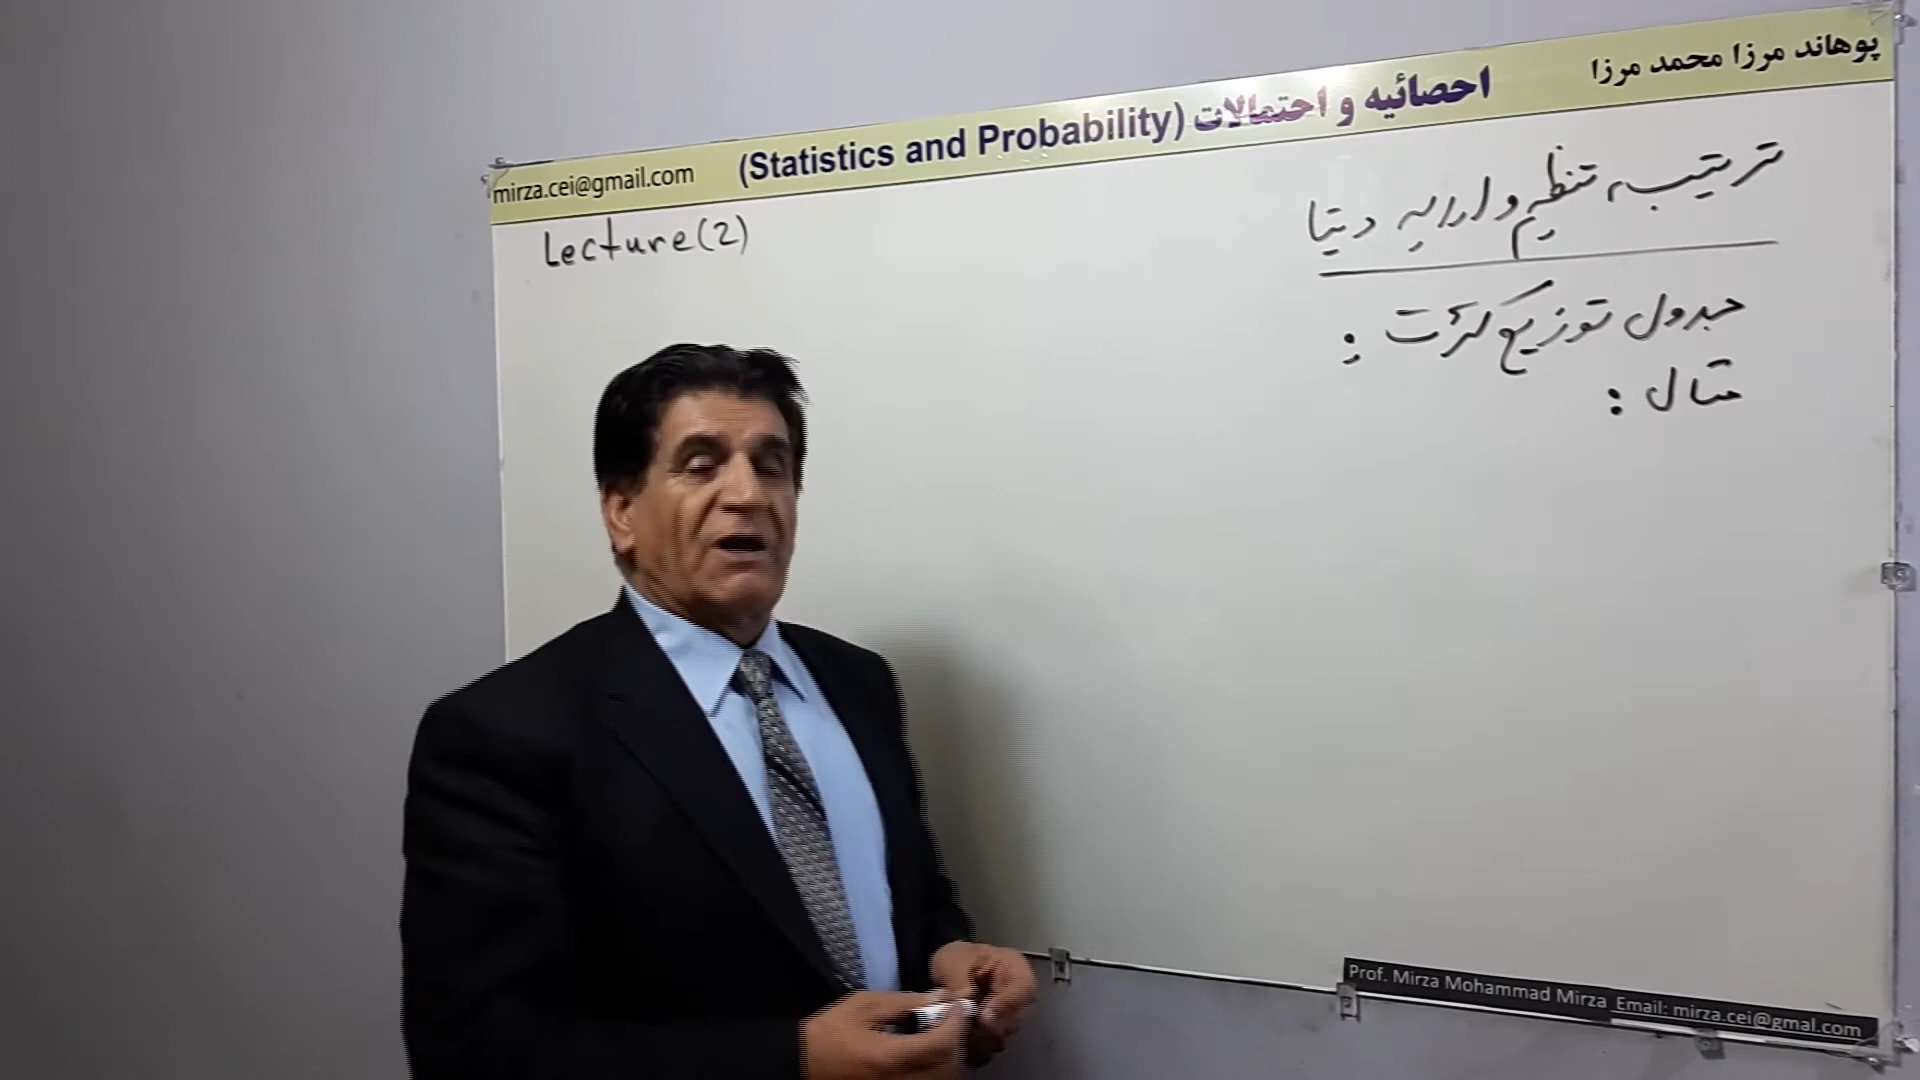 پوهاند مرزا محمد مرزا
احصائیه و احتمالات (Statistics and Probability)
mirza.cei@gmail.com
Lecture(2)
ترتیب، تنظیم و ارایه دیتا
جدول توزیع کثرت :
مثال :
Prof. Mirza Mohammad Mirza Email: mirza.cei@gmal.com